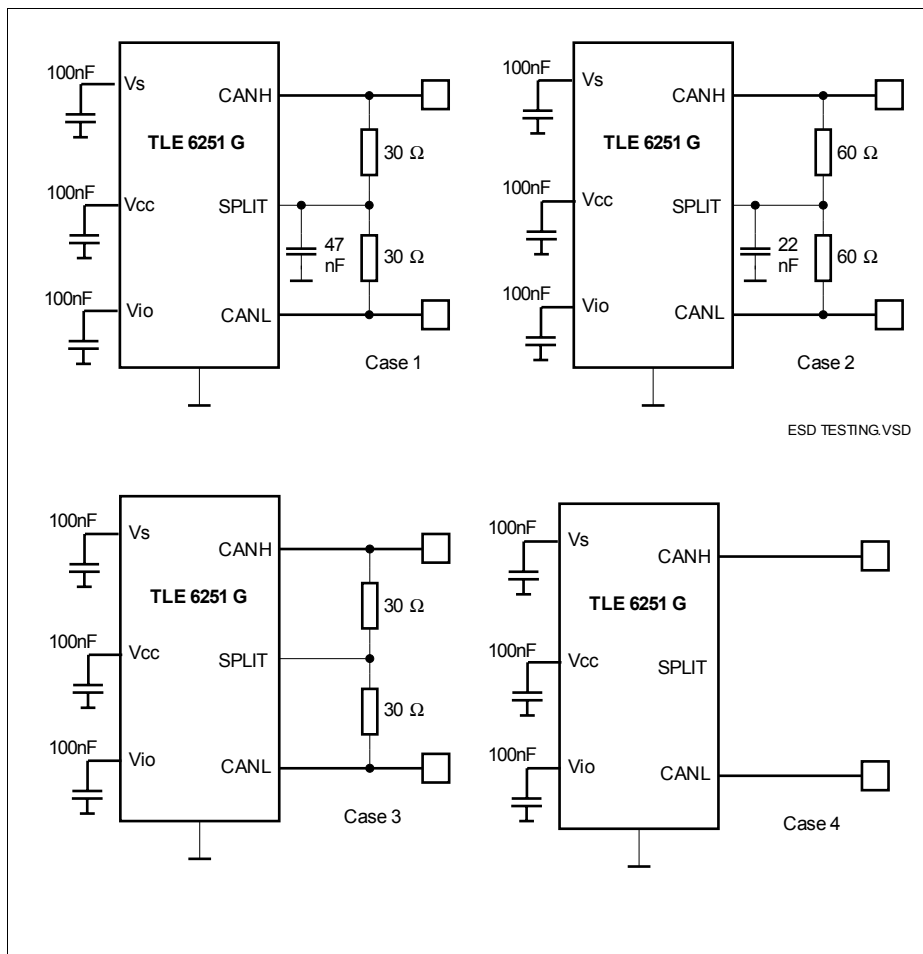 100nF
Vs
CANH
TLE 6251 G
30 Ω
100nF
Vcc
SPLIT
47
nF
30 Ω
100nF
Vio
CANL
Case 1
100nF
Vs
CANH
TLE 6251 G
60 Ω
100nF
Vcc
SPLIT
22
nF
60 Ω
100nF
Vio
CANL
Case 2
ESD TESTING.VSD
100nF
Vs
CANH
TLE 6251 G
30 Ω
100nF
Vcc
SPLIT
30 Ω
100nF
Vio
CANL
Case 3
100nF
Vs
CANH
TLE 6251 G
100nF
Vcc
SPLIT
100nF
Vio
CANL
Case 4